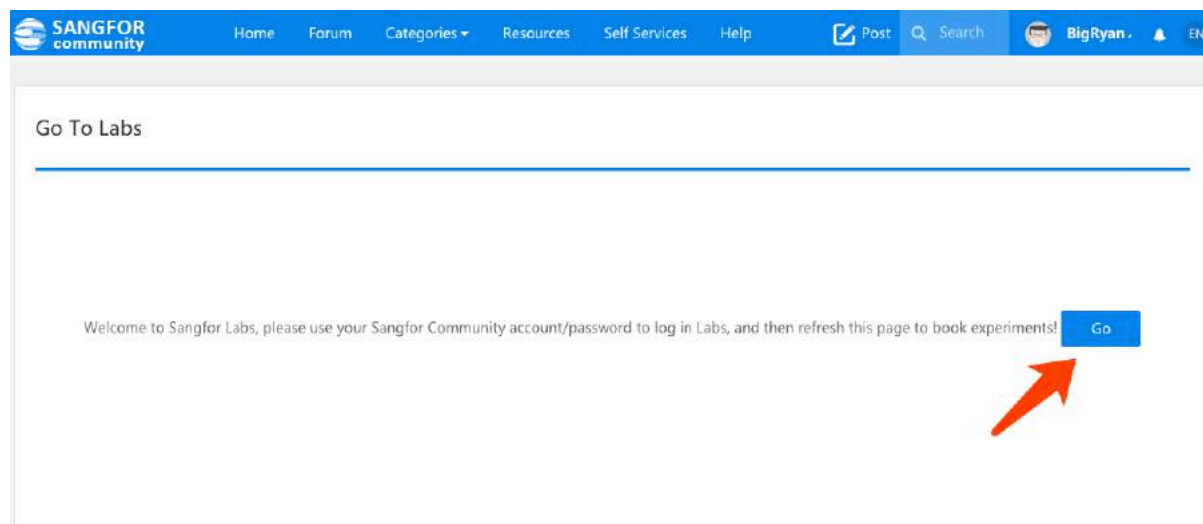 SANGFOR
community
Home Forum Categories Resources Self Services Help Post Search BigRyan EN
Go To Labs
Welcome to Sangfor Labs, please use your Sangfor Community account/password to log in Labs, and then refresh this page to book experiments! Go